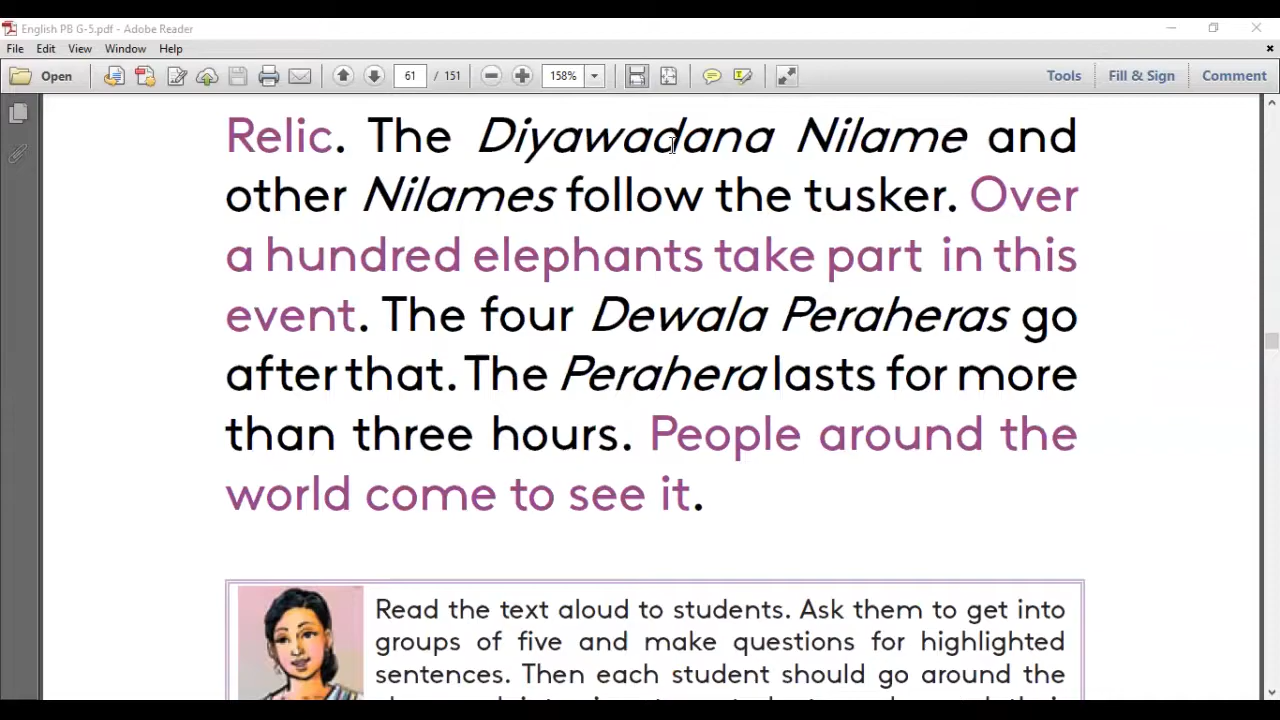 English PB G-5.pdf - Adobe Reader
File Edit View Window Help
Open 61 / 151 158% Tools Fill & Sign Comment
Relic. The Diyawadana Nilame and
other Nilames follow the tusker. Over
a hundred elephants take part in this
event. The four Dewala Peraheras go
after that. The Perahera lasts for more
than three hours. People around the
world come to see it.
Read the text aloud to students. Ask them to get into
groups of five and make questions for highlighted
sentences. Then each student should go around the